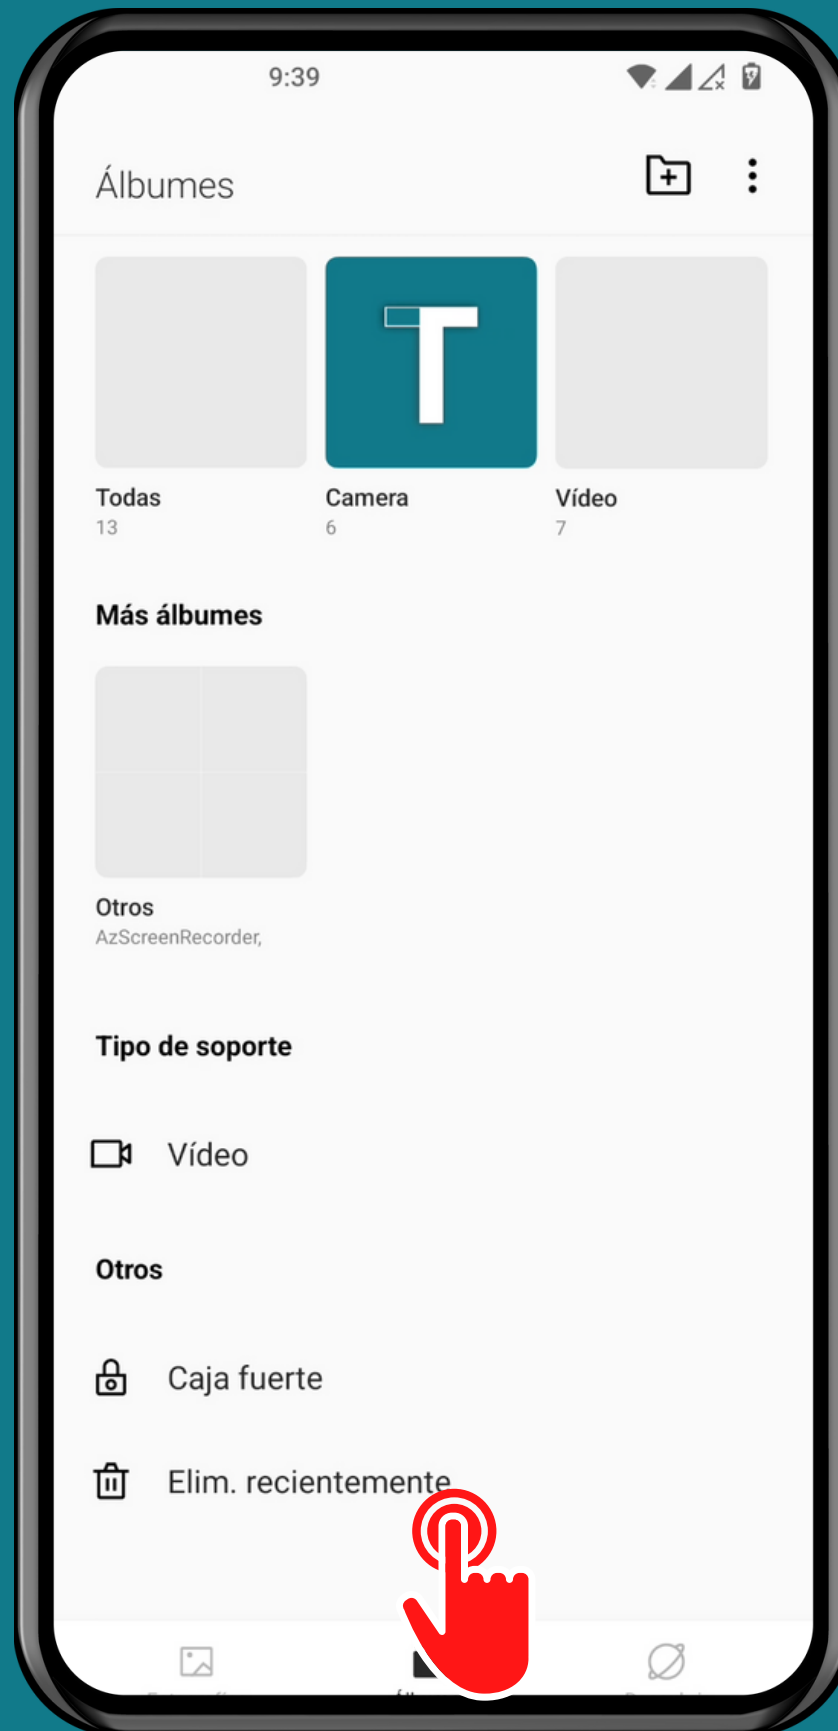 9:39
Álbumes
T
Todas
Camera
Vídeo
13
6
7
Más álbumes
Otros
AzScreenRecorder,
Tipo de soporte
Vídeo
Otros
Caja fuerte
Elim. recientemente